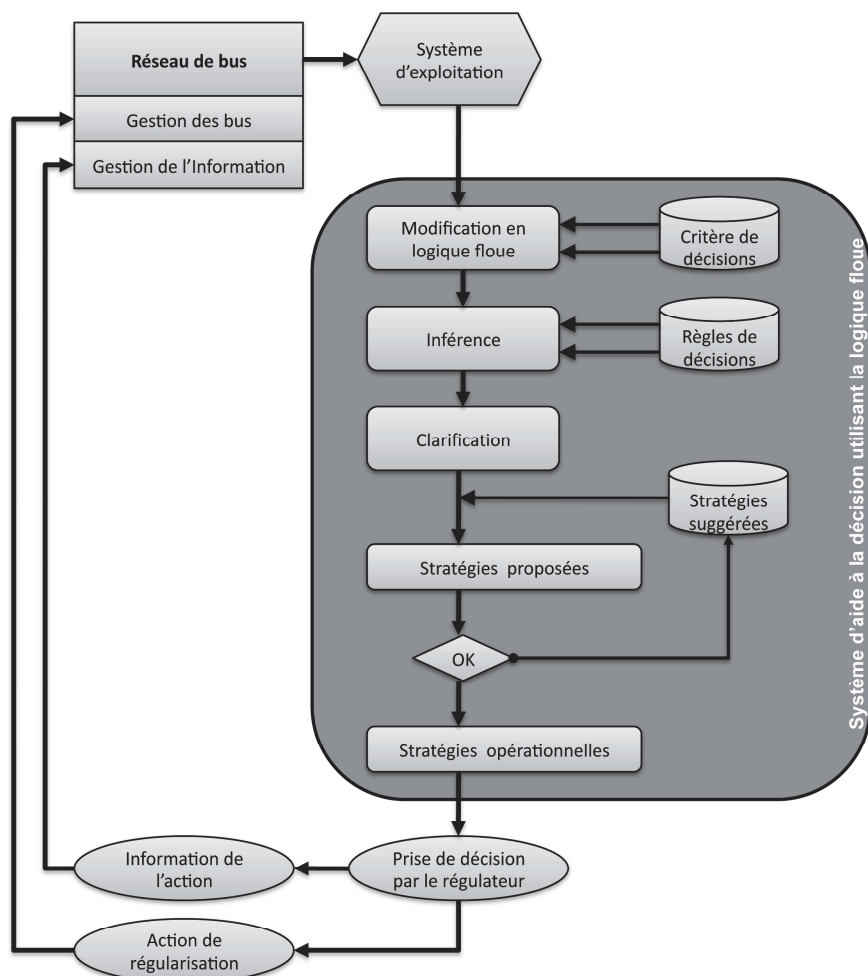 Réseau de bus
Gestion des bus
Gestion de l'Information
Système
d'exploitation
Modification en
logique floue
Critère de
décisions
Inférence
Règles de
décisions
Clarification
Stratégies
suggérées
Stratégies proposées
OK
Stratégies opérationnelles
Système d'aide à la décision utilisant la logique floue
Prise de décision
par le régulateur
Information de
l'action
Action de
régularisation